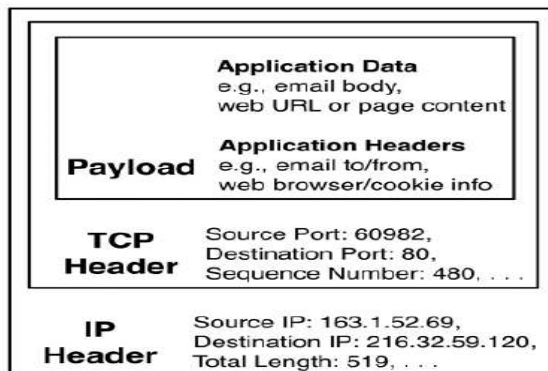 Application Data
e.g., email body,
web URL or page content
Application Headers
Payload e.g., email to/from,
web browser/cookie info
TCP Source Port: 60982,
Header Destination Port: 80,
Sequence Number: 480, . . .
IP Source IP: 163.1.52.69,
Header Destination IP: 216.32.59.120,
Total Length: 519, . . .